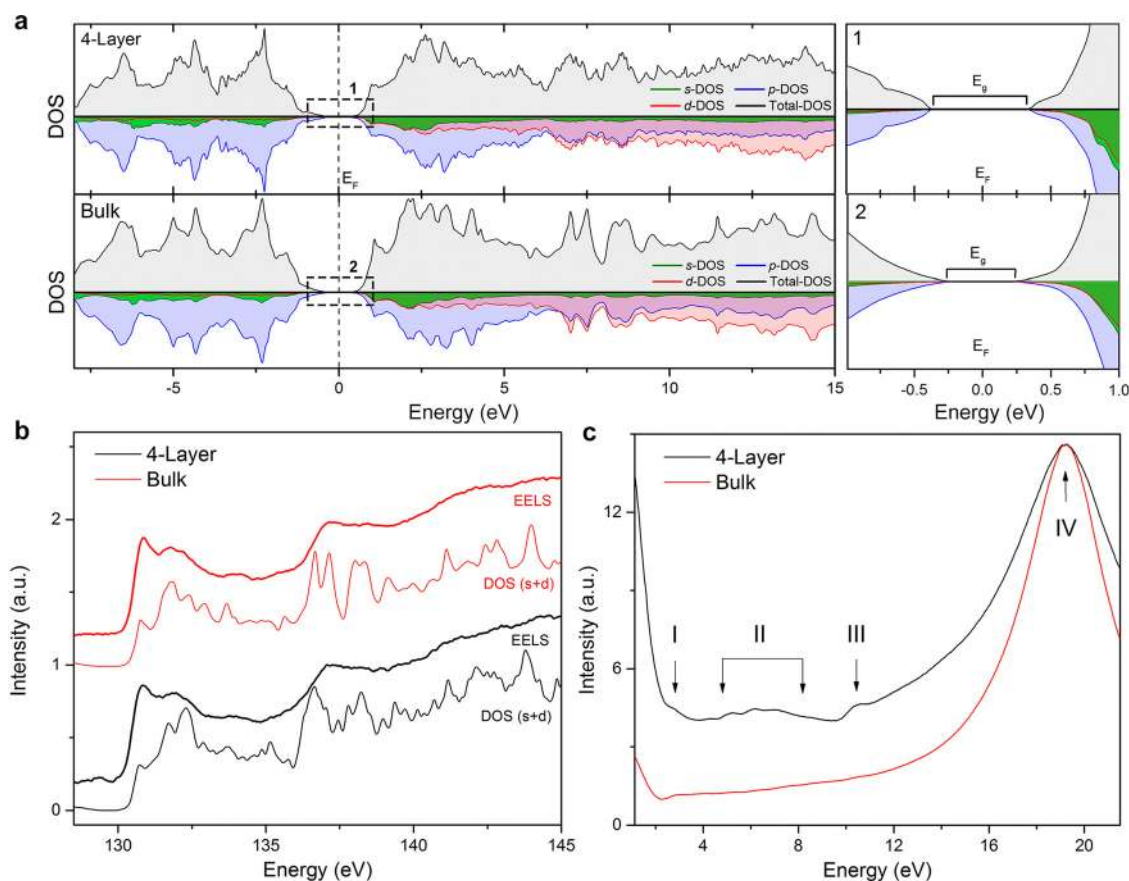 a
4-Layer
1
s-DOS p-DOS
d-DOS Total-DOS
DOS
E_F
Bulk
2
s-DOS p-DOS
d-DOS Total-DOS
DOS
-5 0 5 10 15
Energy (eV)
1
E_g
E_F
2
E_g
E_F
-0.5 0.0 0.5 1.0
Energy (eV)
b
4-Layer
Bulk
EELS
DOS (s+d)
EELS
DOS (s+d)
2
1
0
Intensity (a.u.)
130 135 140 145
Energy (eV)
c
4-Layer
Bulk
I
II
III
IV
12
6
0
Intensity (a.u.)
4 8 12 16 20
Energy (eV)